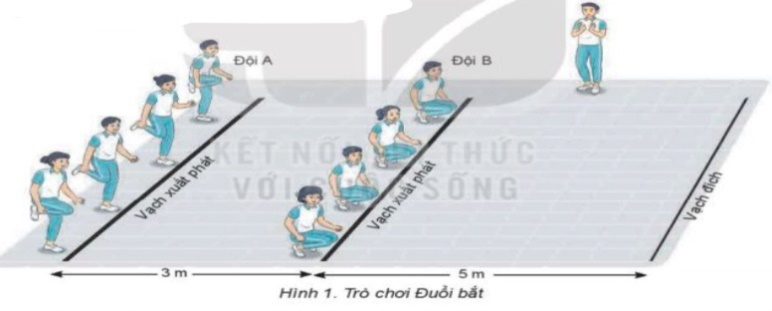 Đội A
Đội B
KẾT NỐI TRI THỨC
VỚI CUỘC SỐNG
Vạch xuất phát
Vạch xuất phát
Vạch đích
3 m
5 m
Hình 1. Trò chơi Đuổi bắt